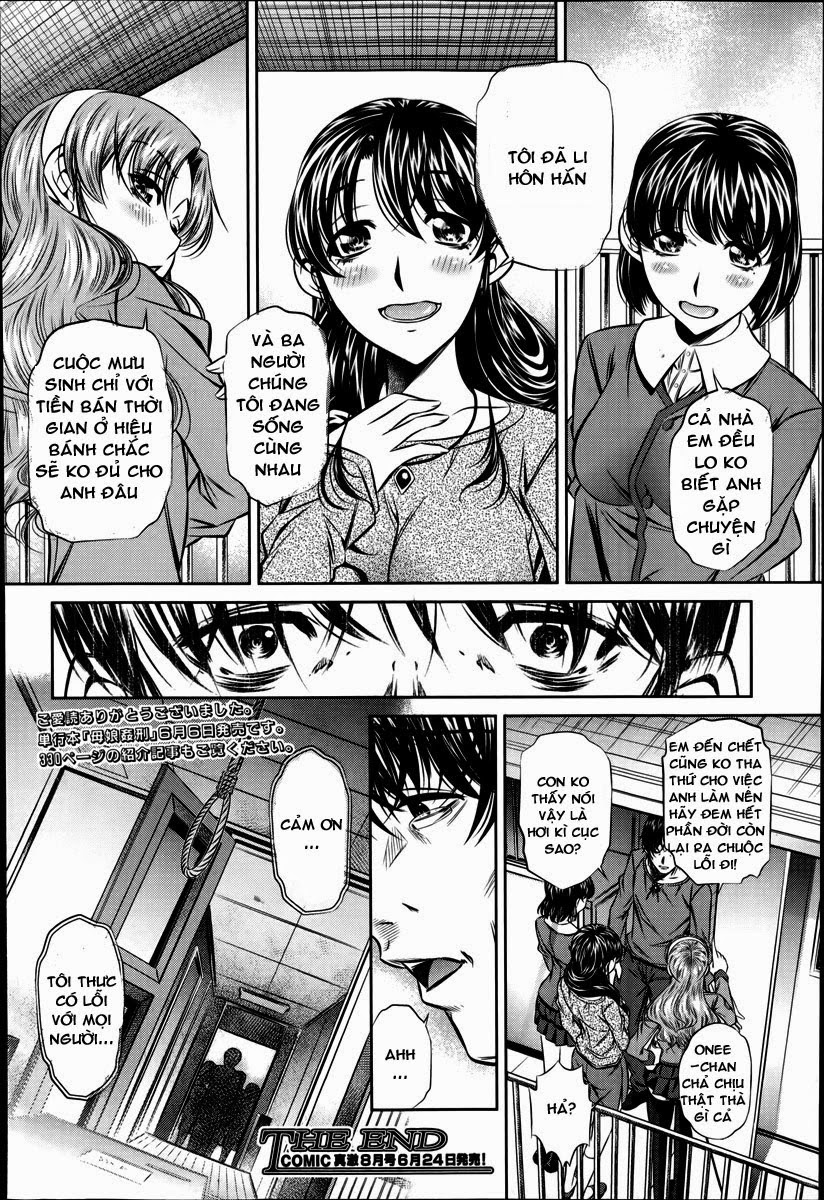 TÔI ĐÃ LI
HÔN HẮN
CẢ NHÀ
EM ĐỀU
LO KO
BIẾT ANH
GẶP
CHUYỆN
GÌ
VÀ BA
NGƯỜI
CHÚNG
TÔI ĐANG
SỐNG
CÙNG
NHAU
CUỘC MƯU
SINH CHỈ VỚI
TIỀN BÁN THỜI
GIAN Ở HIỆU
BÁNH CHẮC
SẼ KO ĐỦ CHO
ANH ĐÂU
EM ĐẾN CHẾT
CŨNG KO THA
THỨ CHO VIỆC
ANH LÀM NÊN
HÃY ĐEM HẾT
PHẦN ĐỜI CÒN
LẠI RA CHUỘC
LỖI ĐI!
CON KO
THẤY NÓI
VẬY LÀ
HƠI KÌ CỤC
SAO?
ONEE
-CHAN
CHẢ CHỊU
THẬT THÀ
GÌ CẢ
HẢ?
AHH
...
ご愛読ありがとうございました。
単行本「母娘姦刑」6月6日発売です。
330ページの紹介記事もご覧ください。
CẢM ƠN
...
TÔI THỰC
CÓ LỖI
VỚI MỌI
NGƯỜI...
THE END
COMIC 真激8月号6月24日発売!